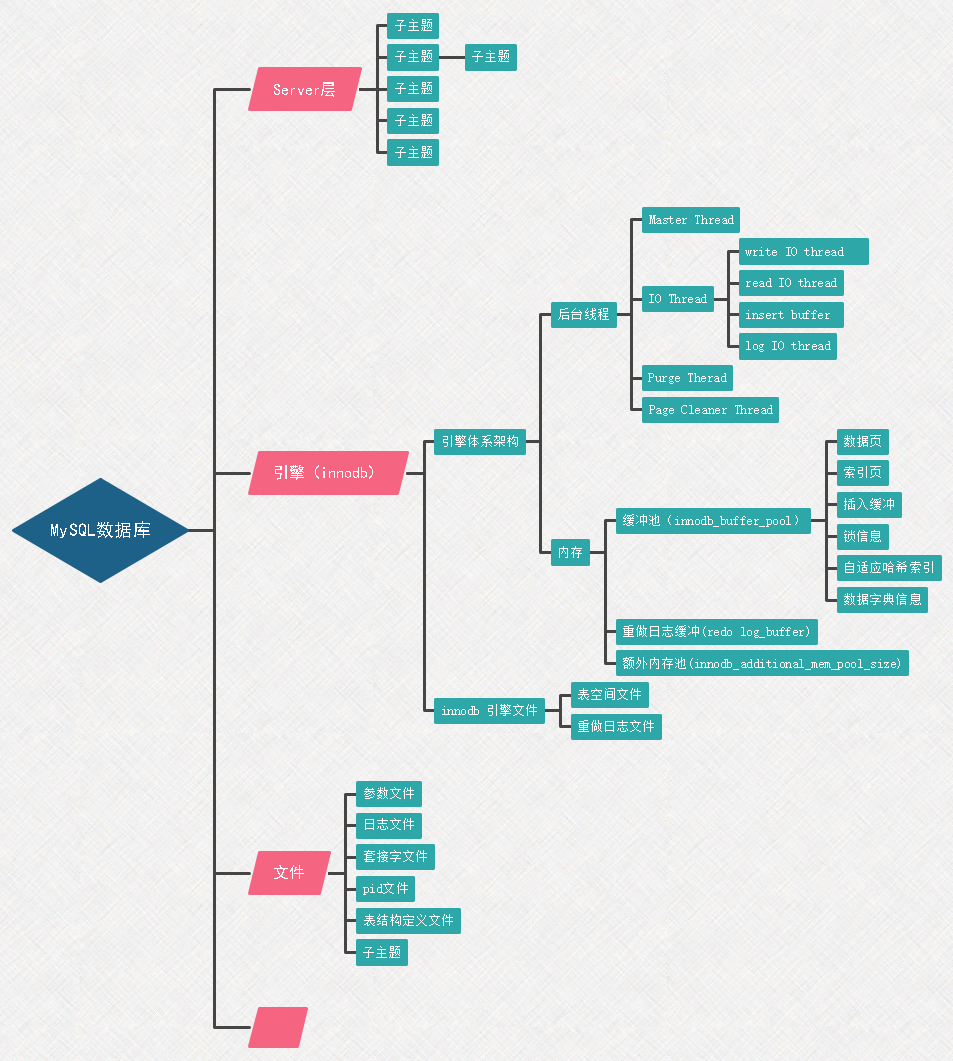 MySQL数据库
Server层
子主题
子主题
子主题
子主题
子主题
子主题
引擎（innodb）
引擎体系架构
后台线程
Master Thread
IO Thread
write IO thread
read IO thread
insert buffer
log IO thread
Purge Therad
Page Cleaner Thread
内存
缓冲池（innodb_buffer_pool）
数据页
索引页
插入缓冲
锁信息
自适应哈希索引
数据字典信息
重做日志缓冲(redo log_buffer)
额外内存池(innodb_additional_mem_pool_size)
innodb 引擎文件
表空间文件
重做日志文件
文件
参数文件
日志文件
套接字文件
pid文件
表结构定义文件
子主题